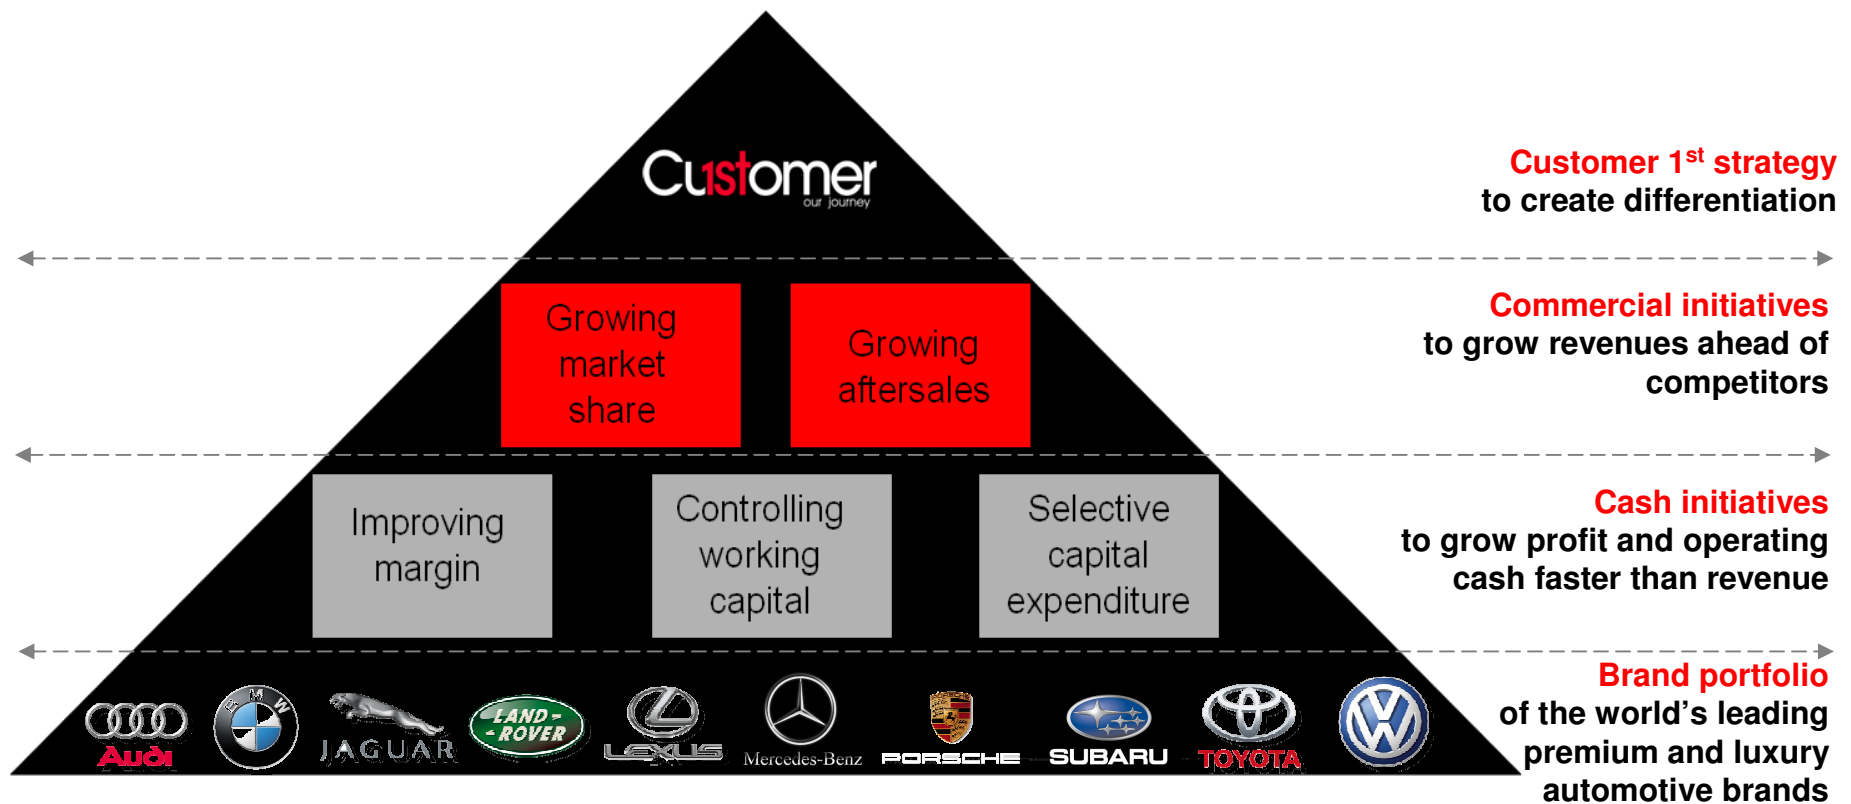 Cu1stomer
our journey
Customer 1st strategy
to create differentiation
Growing
market
share
Growing
aftersales
Commercial initiatives
to grow revenues ahead of
competitors
Improving
margin
Controlling
working
capital
Selective
capital
expenditure
Cash initiatives
to grow profit and operating
cash faster than revenue
Audi
BMW
JAGUAR
LAND-
-ROVER
LEXUS
Mercedes-Benz
PORSCHE
SUBARU
TOYOTA
Brand portfolio
of the world's leading
premium and luxury
automotive brands